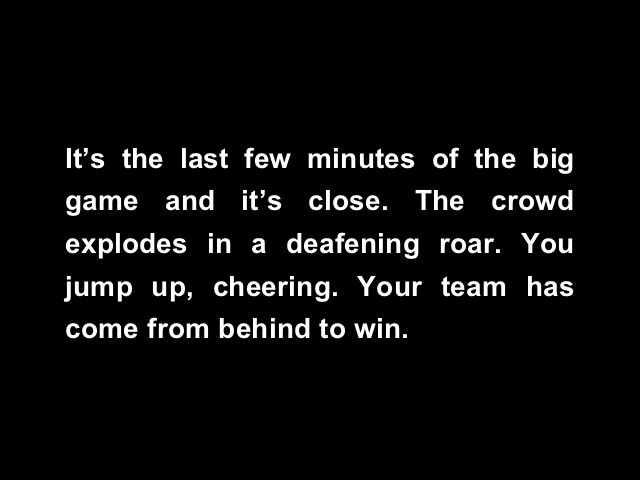 It’s the last few minutes of the big
game and it’s close. The crowd
explodes in a deafening roar. You
jump up, cheering. Your team has
come from behind to win.